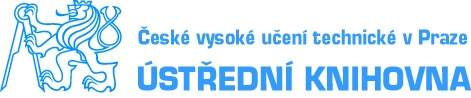 České vysoké učení technické v Praze
ÚSTŘEDNÍ KNIHOVNA